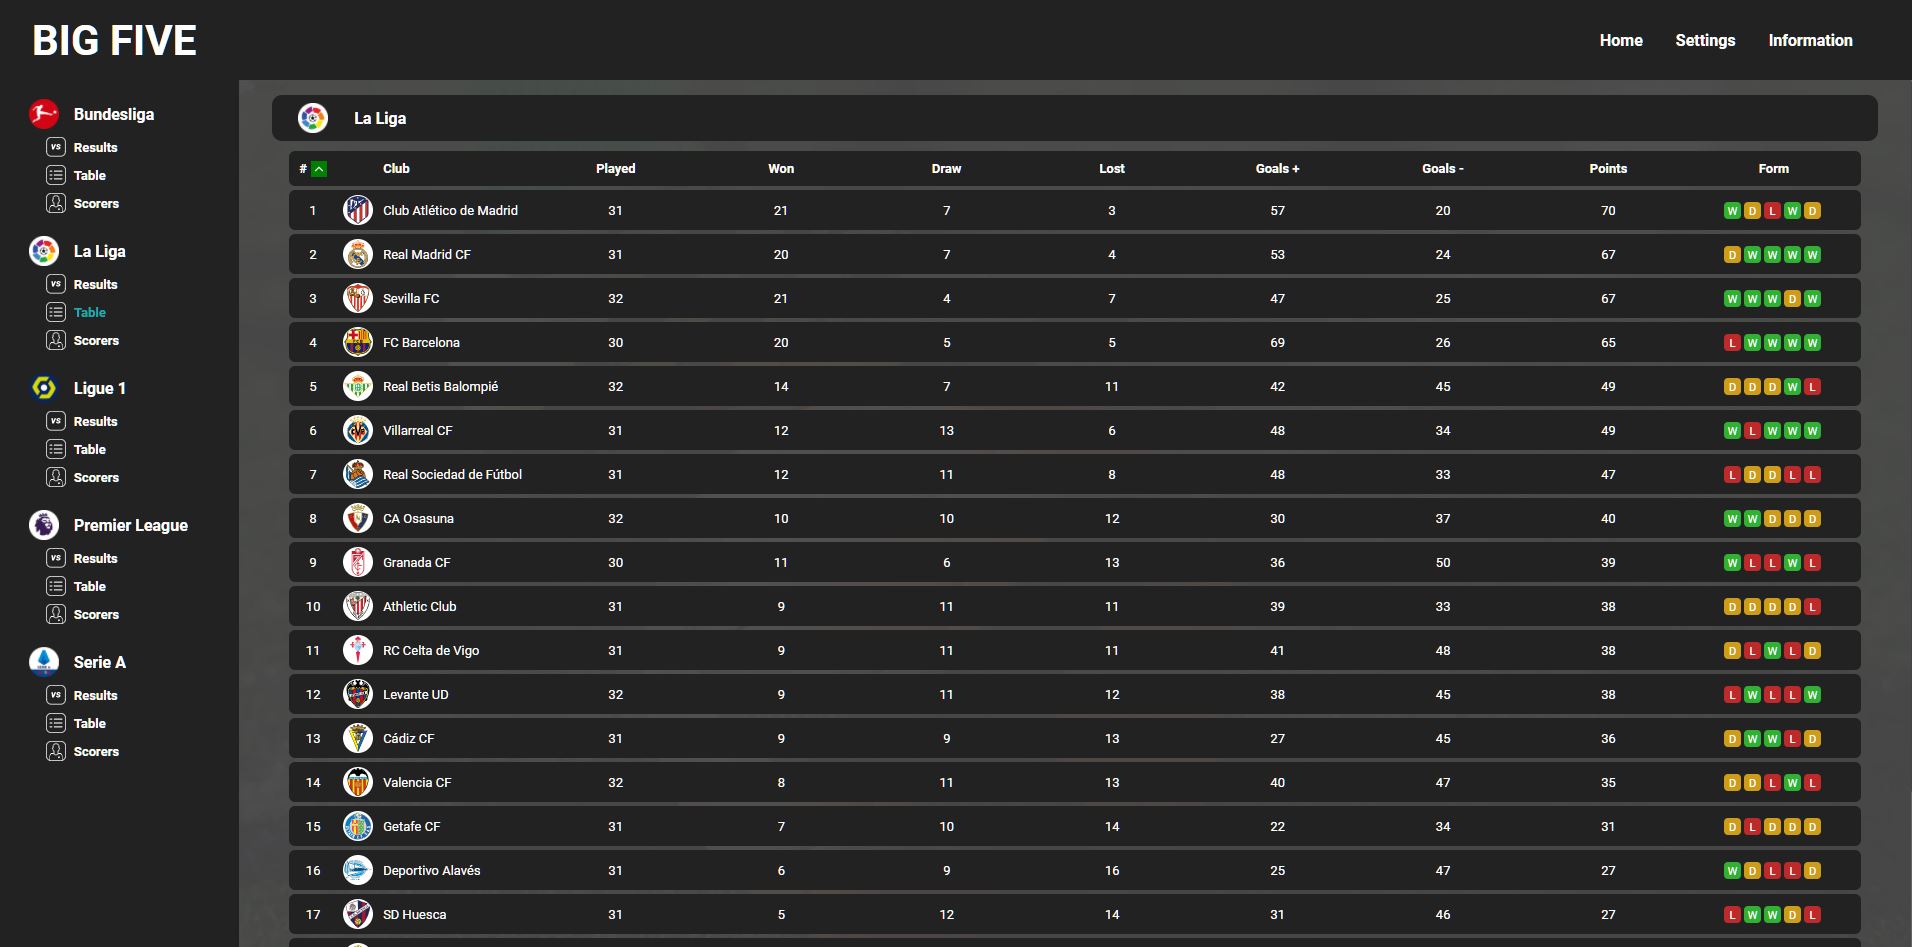 BIG FIVE
Home Settings Information
Bundesliga
VS Results
Table
Scorers
La Liga
VS Results
Table
Scorers
Ligue 1
VS Results
Table
Scorers
Premier League
VS Results
Table
Scorers
Serie A
VS Results
Table
Scorers
La Liga
# Club Played Won Draw Lost Goals + Goals - Points Form
1 Club Atlético de Madrid 31 21 7 3 57 20 70 W D L W D
2 Real Madrid CF 31 20 7 4 53 24 67 D W W W W
3 Sevilla FC 32 21 4 7 47 25 67 W W W D W
4 FC Barcelona 30 20 5 5 69 26 65 L W W W W
5 Real Betis Balompié 32 14 7 11 42 45 49 D D D W L
6 Villarreal CF 31 12 13 6 48 34 49 W L W W W
7 Real Sociedad de Fútbol 31 12 11 8 48 33 47 L D D L L
8 CA Osasuna 32 10 10 12 30 37 40 W W D D D
9 Granada CF 30 11 6 13 36 50 39 W L L W L
10 Athletic Club 31 9 11 11 39 33 38 D D D D L
11 RC Celta de Vigo 31 9 11 11 41 48 38 D L W L D
12 Levante UD 32 9 11 12 38 45 38 L W L L W
13 Cádiz CF 31 9 9 13 27 45 36 D W W L D
14 Valencia CF 32 8 11 13 40 47 35 D D L W L
15 Getafe CF 31 7 10 14 22 34 31 D L D D D
16 Deportivo Alavés 31 6 9 16 25 47 27 W D L L D
17 SD Huesca 31 5 12 14 31 46 27 L W W D L